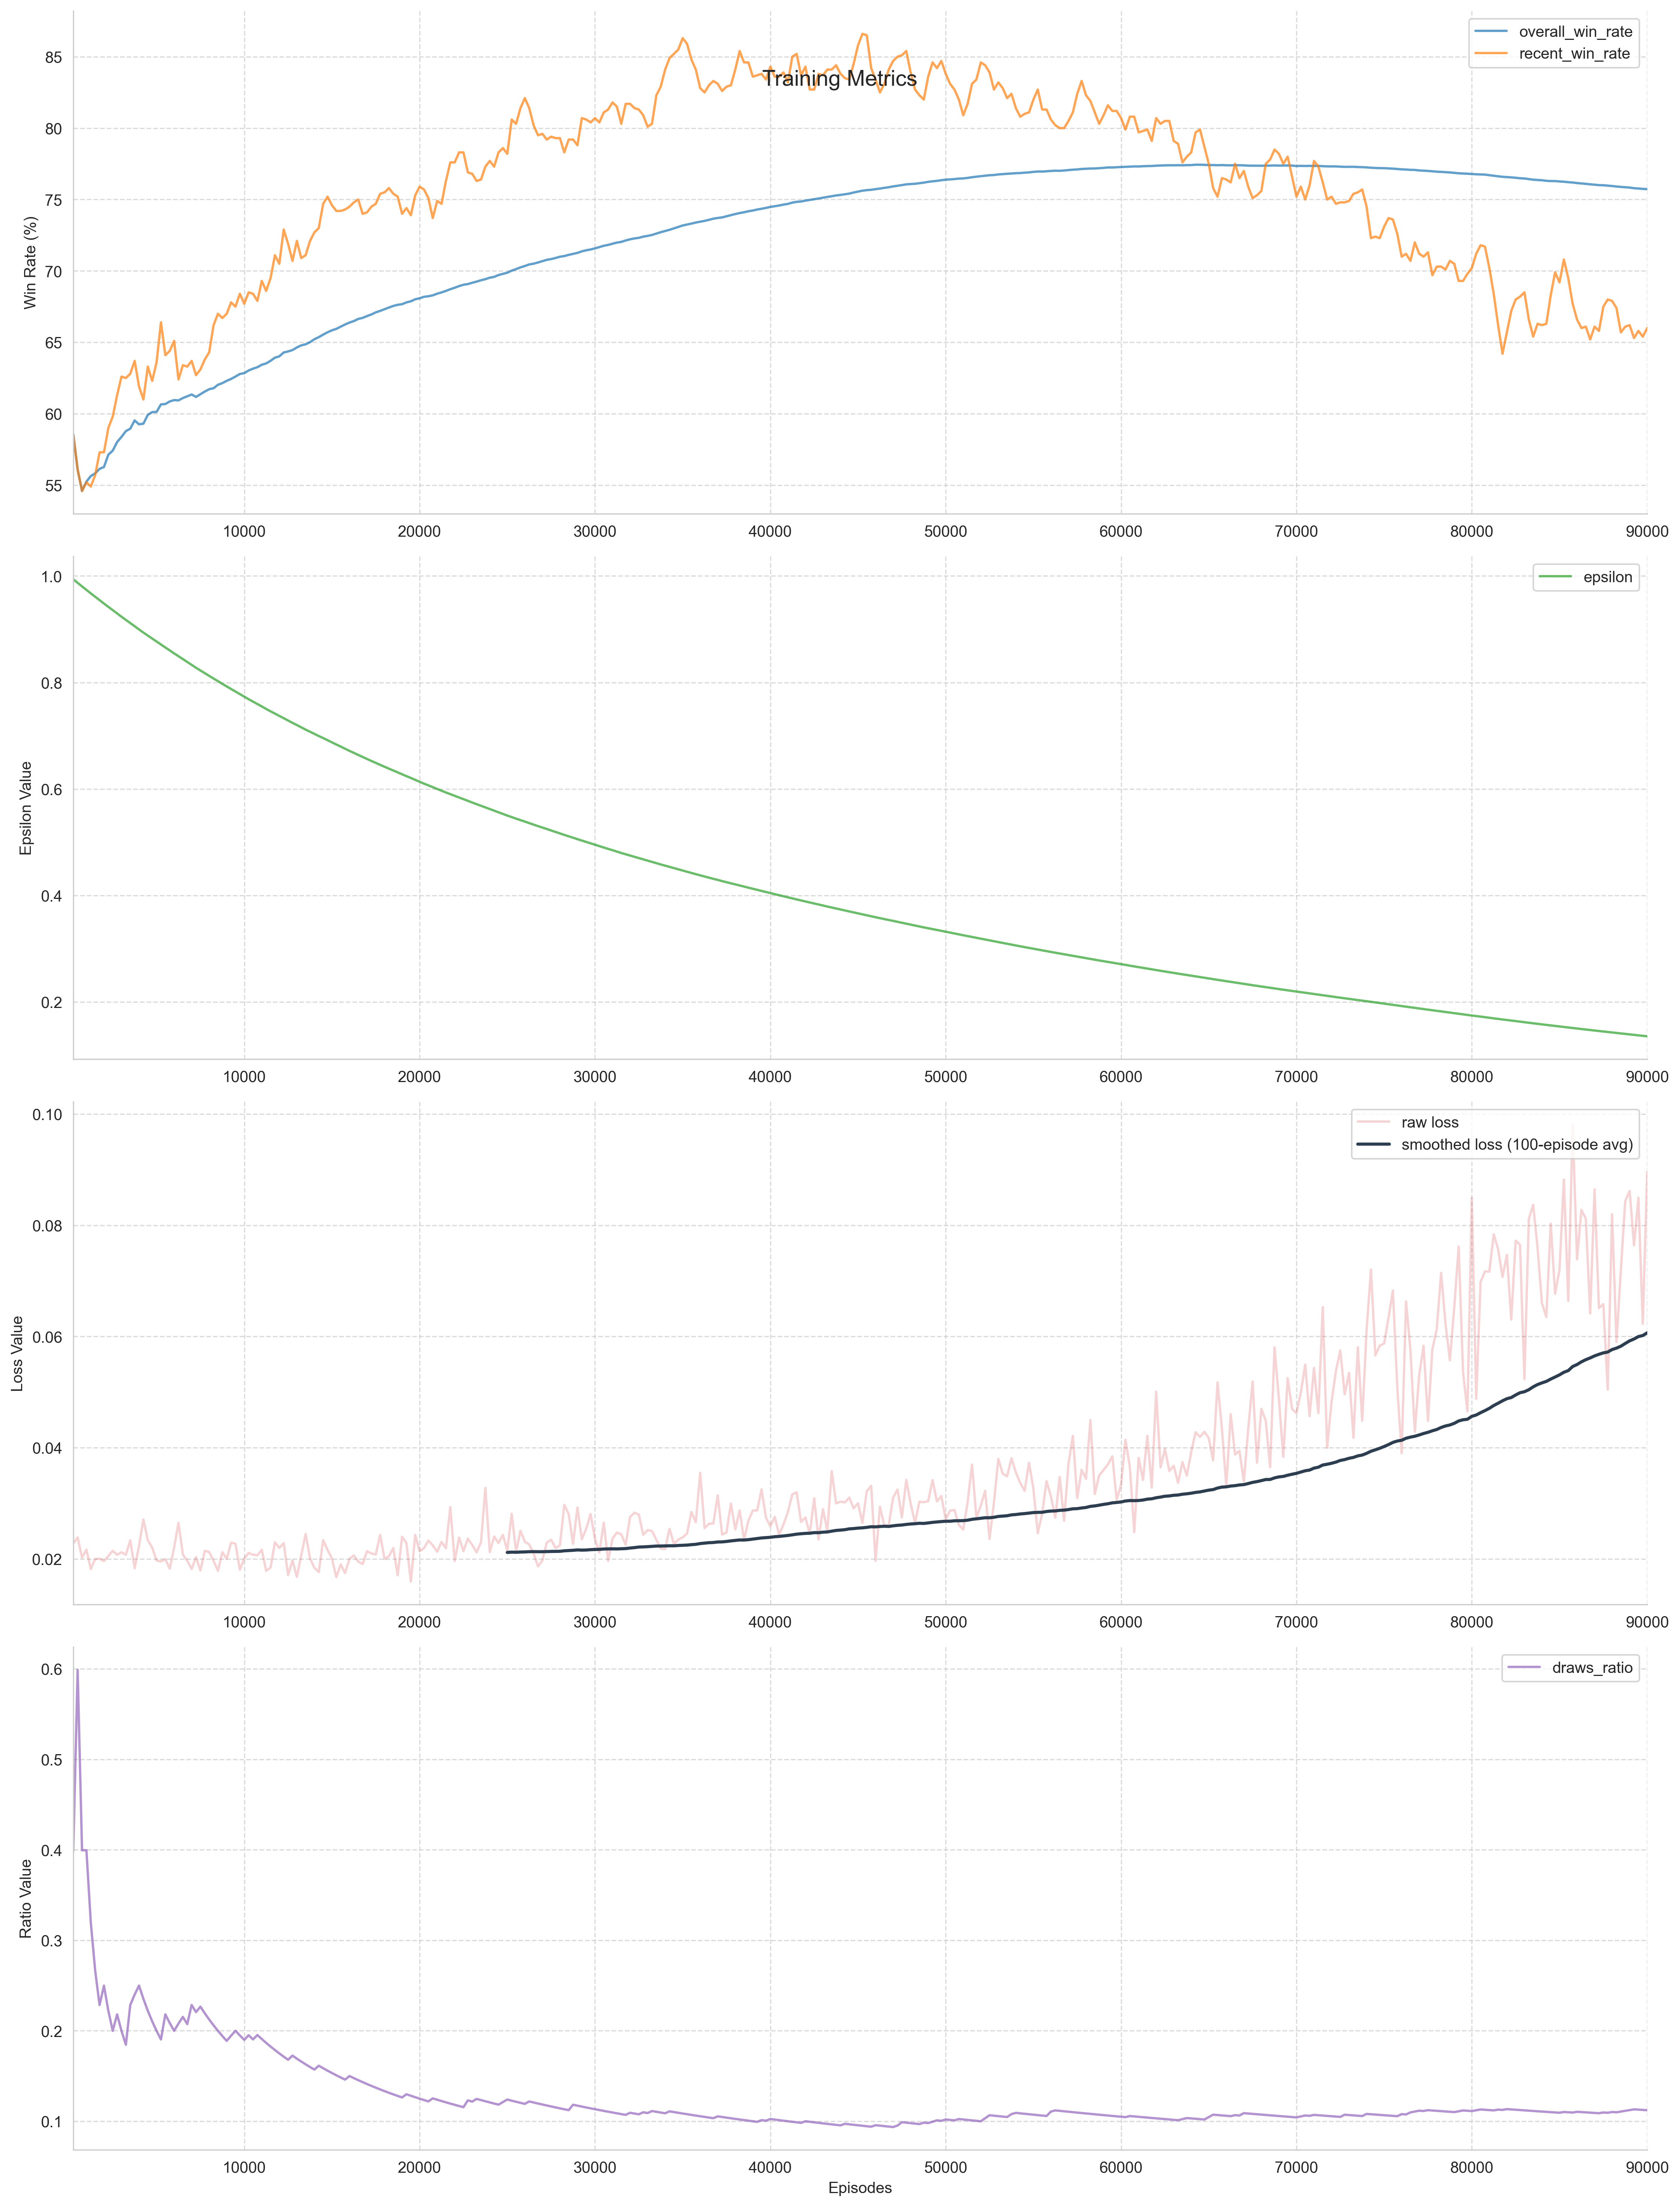 overall_win_rate
recent_win_rate
Training Metrics
Win Rate (%)
85
80
75
70
65
60
55
10000 20000 30000 40000 50000 60000 70000 80000 90000
epsilon
Epsilon Value
1.0
0.8
0.6
0.4
0.2
10000 20000 30000 40000 50000 60000 70000 80000 90000
raw loss
smoothed loss (100-episode avg)
Loss Value
0.10
0.08
0.06
0.04
0.02
10000 20000 30000 40000 50000 60000 70000 80000 90000
draws_ratio
Ratio Value
0.6
0.5
0.4
0.3
0.2
0.1
10000 20000 30000 40000 50000 60000 70000 80000 90000
Episodes